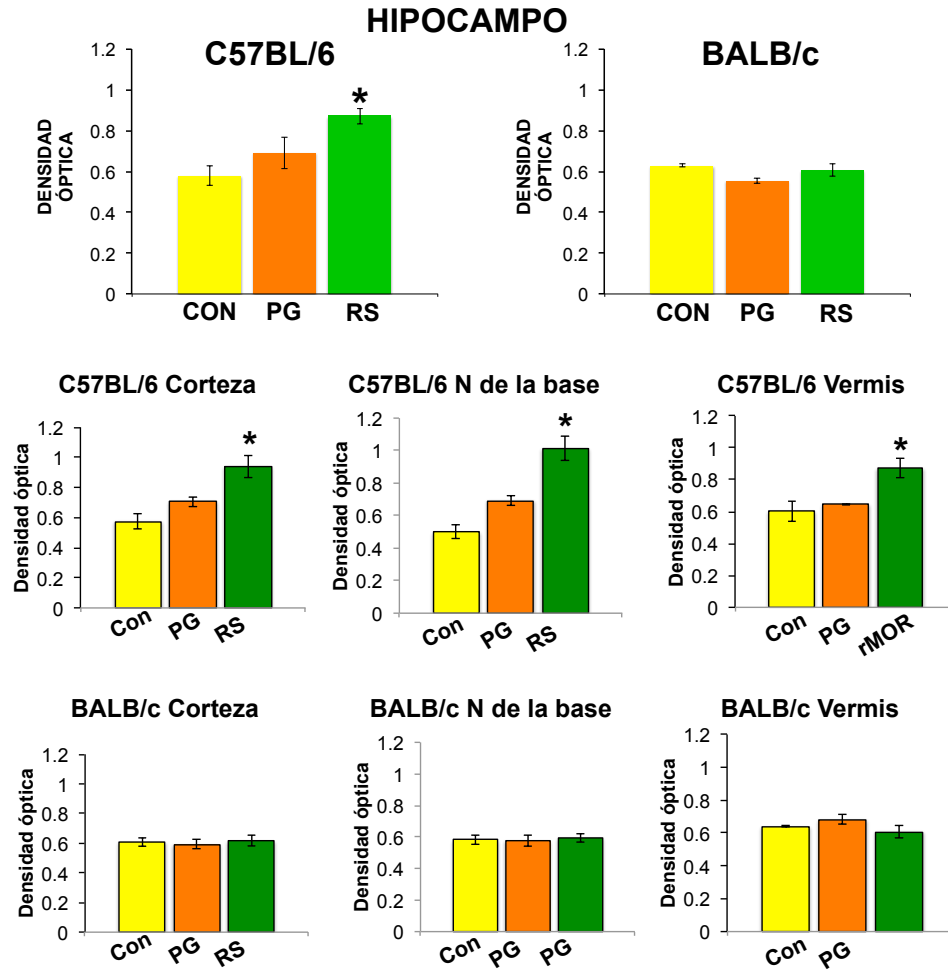 HIPOCAMPO
C57BL/6
BALB/c
1.2
1
0.8
0.6
0.4
0.2
0
DENSIDAD
ÓPTICA
*
CON PG RS
1.2
1
0.8
0.6
0.4
0.2
0
DENSIDAD
ÓPTICA
CON PG RS
C57BL/6 Corteza
1.2
1
0.8
0.6
0.4
0.2
0
Densidad óptica
*
Con PG RS
C57BL/6 N de la base
1.2
1
0.8
0.6
0.4
0.2
0
Densidad óptica
*
Con PG RS
C57BL/6 Vermis
1.2
1
0.8
0.6
0.4
0.2
0
Densidad óptica
*
Con PG rMOR
BALB/c Corteza
1.2
1
0.8
0.6
0.4
0.2
0
Densidad óptica
Con PG RS
BALB/c N de la base
1.2
1
0.8
0.6
0.4
0.2
0
Densidad óptica
Con PG PG
BALB/c Vermis
1.2
1
0.8
0.6
0.4
0.2
0
Densidad óptica
Con PG